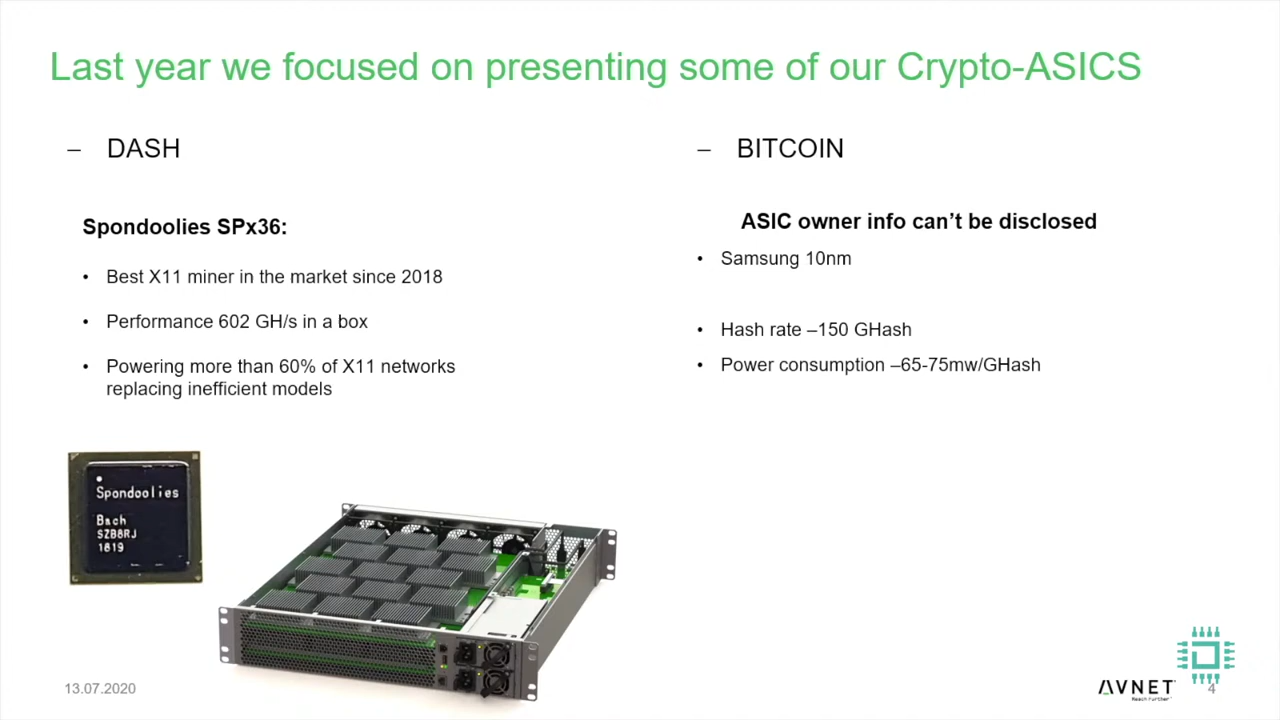 Last year we focused on presenting some of our Crypto-ASICS
– DASH
Spondoolies SPx36:
• Best X11 miner in the market since 2018
• Performance 602 GH/s in a box
• Powering more than 60% of X11 networks
replacing inefficient models
– BITCOIN
ASIC owner info can’t be disclosed
• Samsung 10nm
• Hash rate –150 GHash
• Power consumption –65-75mw/GHash
Spondoolies
Bach
SZB8RJ
1819
13.07.2020
AVNET
Reach Further™
4